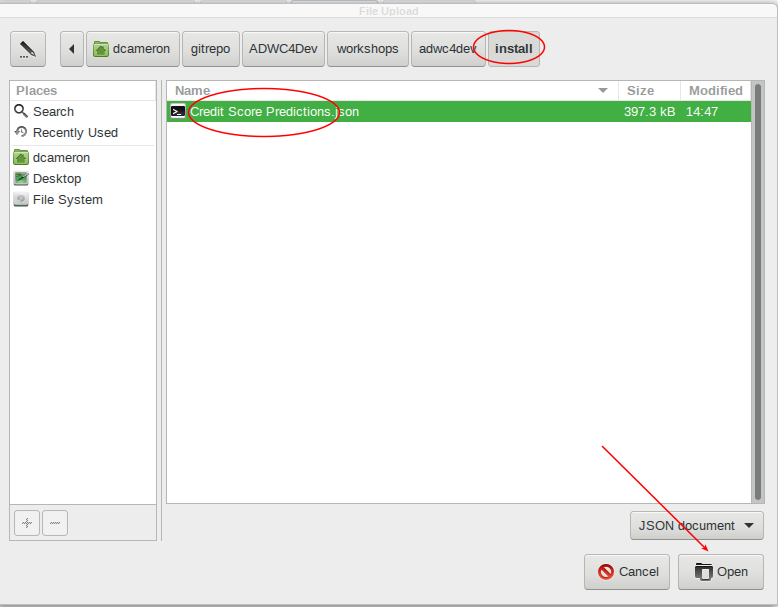 File Upload
dcameron gitrepo ADWC4Dev workshops adwc4dev install
Places
Search
Recently Used
dcameron
Desktop
File System
Name Size Modified
Credit Score Predictions.json 397.3 kB 14:47
JSON document
Cancel Open